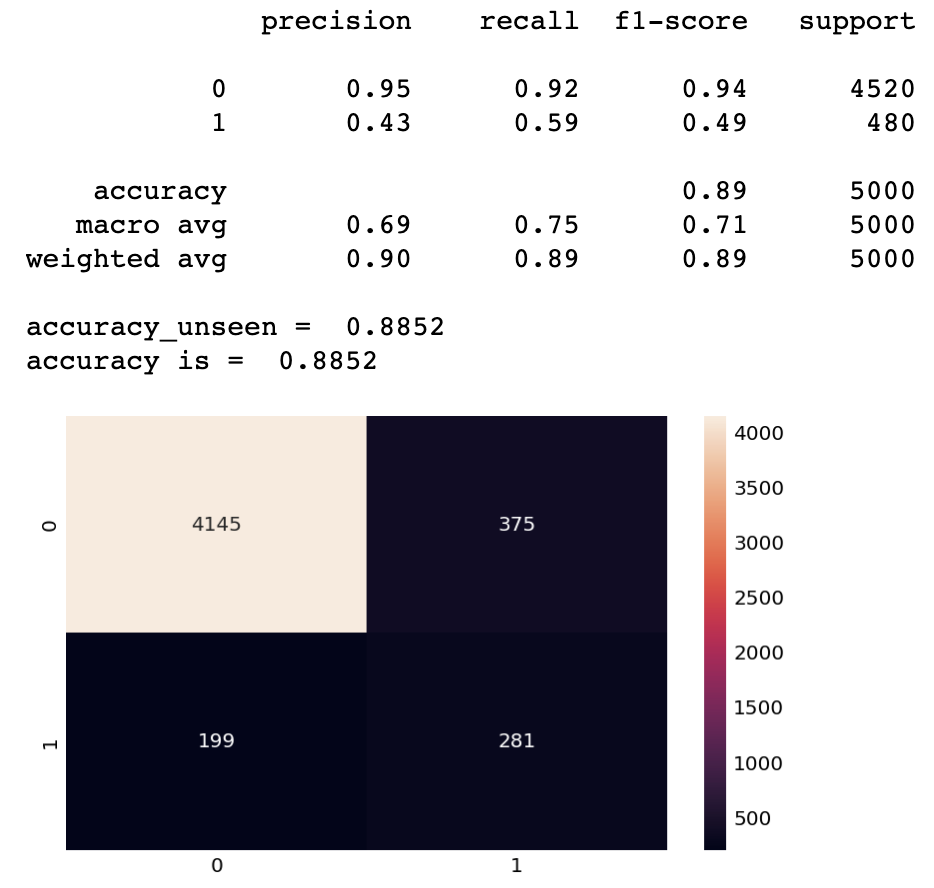 precision recall f1-score support
0 0.95 0.92 0.94 4520
1 0.43 0.59 0.49 480
accuracy 0.89 5000
macro avg 0.69 0.75 0.71 5000
weighted avg 0.90 0.89 0.89 5000
accuracy_unseen = 0.8852
accuracy is = 0.8852
4000
3500
3000
2500
2000
1500
1000
500
0
4145 375
1
199 281
0 1